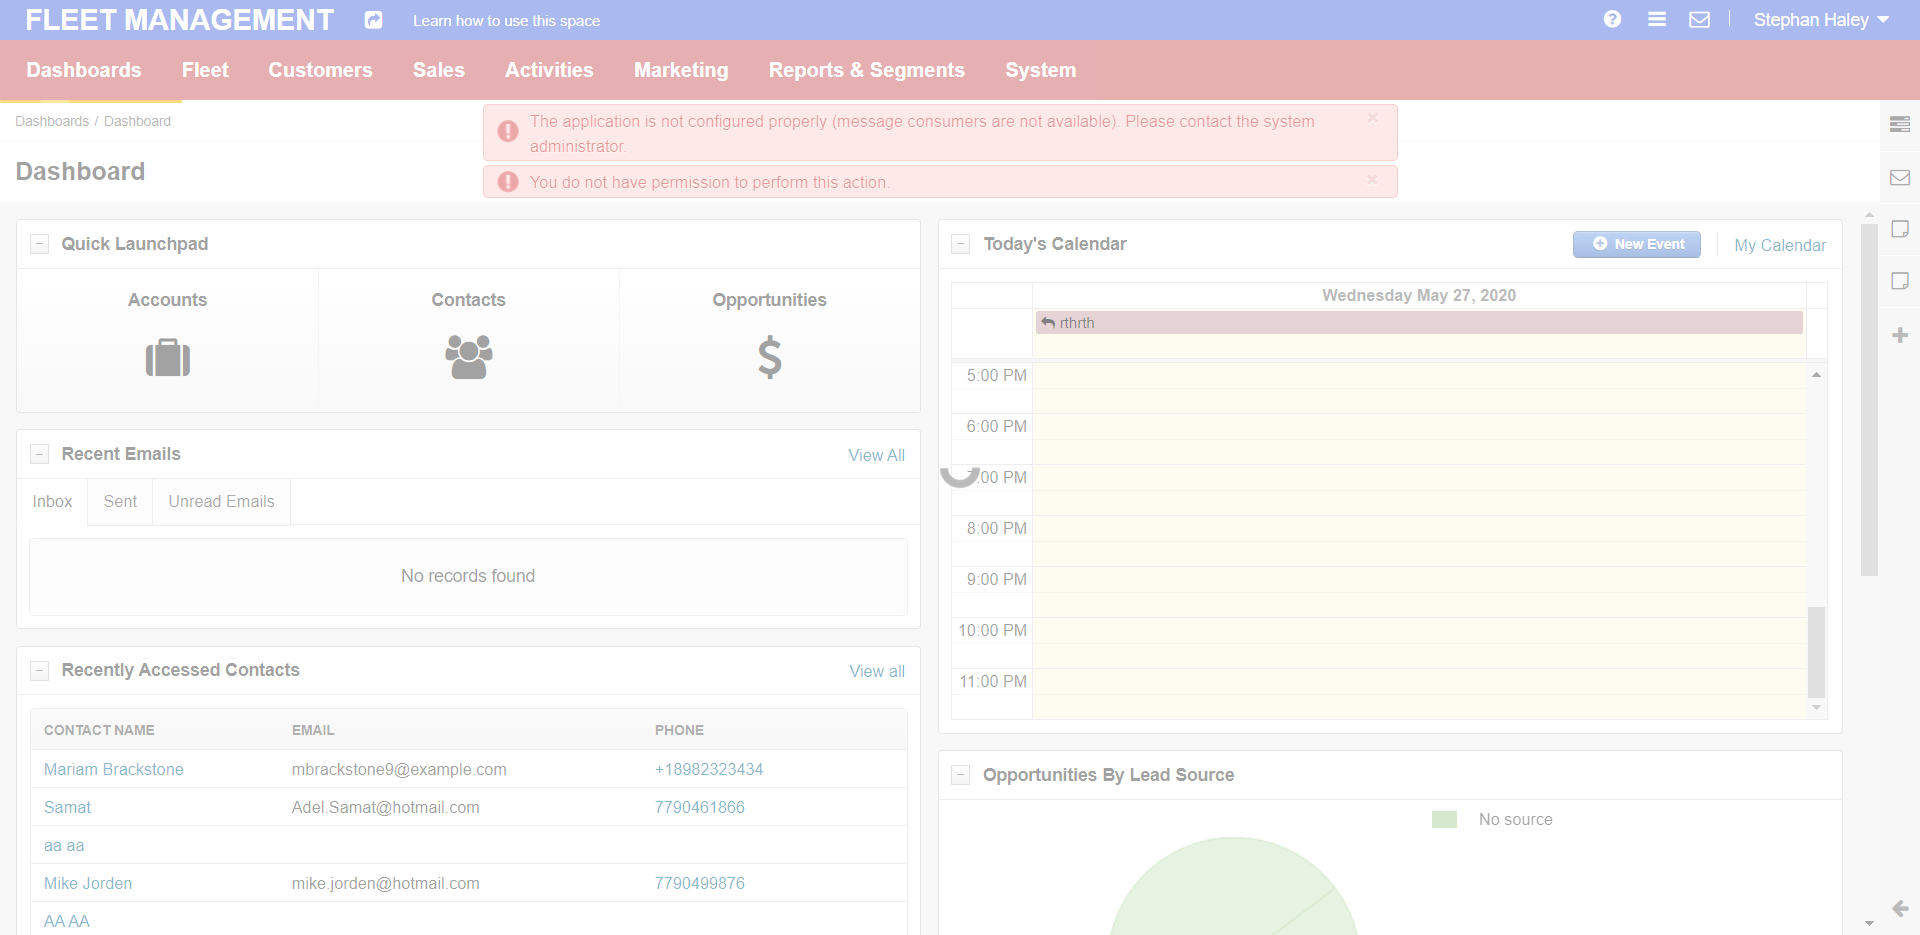 FLEET MANAGEMENT
Learn how to use this space
Stephan Haley
Dashboards
Fleet
Customers
Sales
Activities
Marketing
Reports & Segments
System
Dashboards / Dashboard
The application is not configured properly (message consumers are not available). Please contact the system
administrator.
×
You do not have permission to perform this action.
×
Dashboard
Quick Launchpad
Accounts
Contacts
Opportunities
Recent Emails
View All
Inbox
Sent
Unread Emails
No records found
Recently Accessed Contacts
View all
CONTACT NAME EMAIL PHONE
Mariam Brackstone mbrackstone9@example.com +18982323434
Samat Adel.Samat@hotmail.com 7790461866
aa aa
Mike Jorden mike.jorden@hotmail.com 7790499876
AA AA
Today's Calendar
New Event
My Calendar
Wednesday May 27, 2020
rthrth
5:00 PM
6:00 PM
7:00 PM
8:00 PM
9:00 PM
10:00 PM
11:00 PM
Opportunities By Lead Source
No source